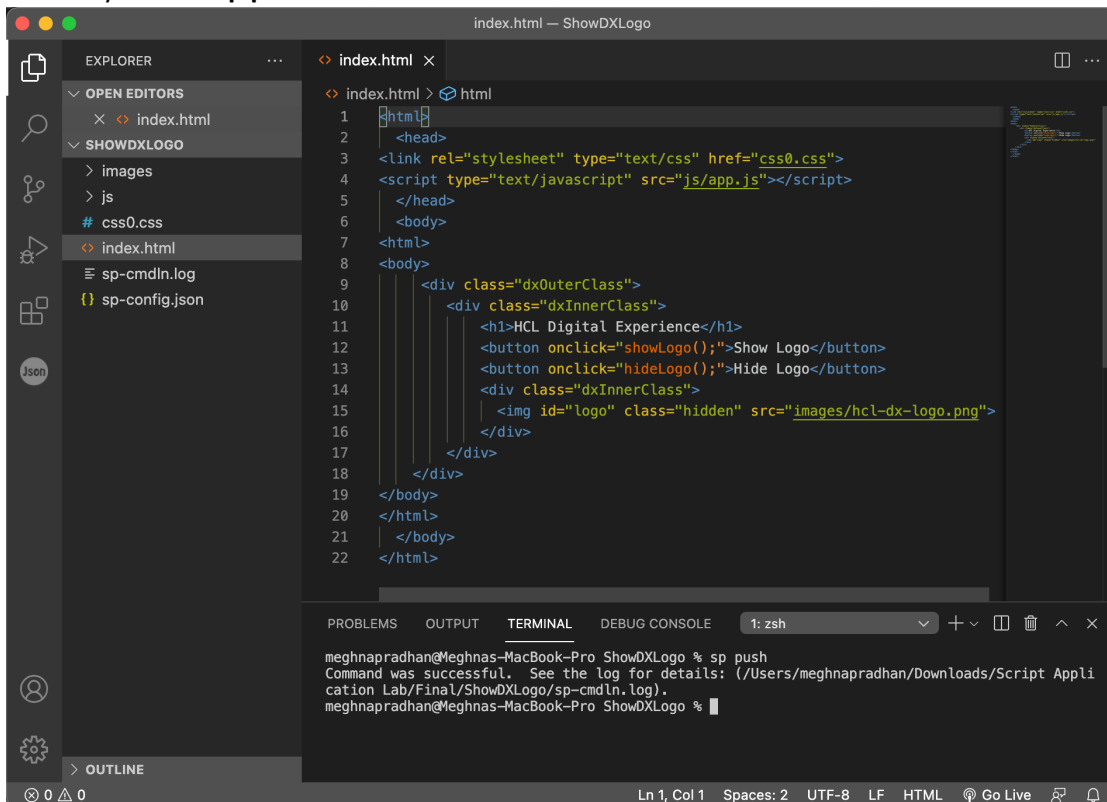 index.html — ShowDXLogo
EXPLORER ...
OPEN EDITORS
index.html
SHOWDXLOGO
images
js
# css0.css
<> index.html
sp-cmdln.log
{} sp-config.json
OUTLINE
Json
<> index.html ×
<> index.html > html
1 <html>
2 <head>
3 <link rel="stylesheet" type="text/css" href="css0.css">
4 <script type="text/javascript" src="js/app.js"></script>
5 </head>
6 <body>
7 <html>
8 <body>
9 <div class="dxOuterClass">
10 <div class="dxInnerClass">
11 <h1>HCL Digital Experience</h1>
12 <button onclick="showLogo();">Show Logo</button>
13 <button onclick="hideLogo();">Hide Logo</button>
14 <div class="dxInnerClass">
15 <img id="logo" class="hidden" src="images/hcl-dx-logo.png">
16 </div>
17 </div>
18 </div>
19 </body>
20 </html>
21 </body>
22 </html>
PROBLEMS OUTPUT TERMINAL DEBUG CONSOLE 1: zsh
meghnapradhan@Meghnas-MacBook-Pro ShowDXLogo % sp push
Command was successful.  See the log for details: (/Users/meghnapradhan/Downloads/Script Appli
cation Lab/Final/ShowDXLogo/sp-cmdln.log).
meghnapradhan@Meghnas-MacBook-Pro ShowDXLogo %
0 0 Ln 1, Col 1 Spaces: 2 UTF-8 LF HTML Go Live